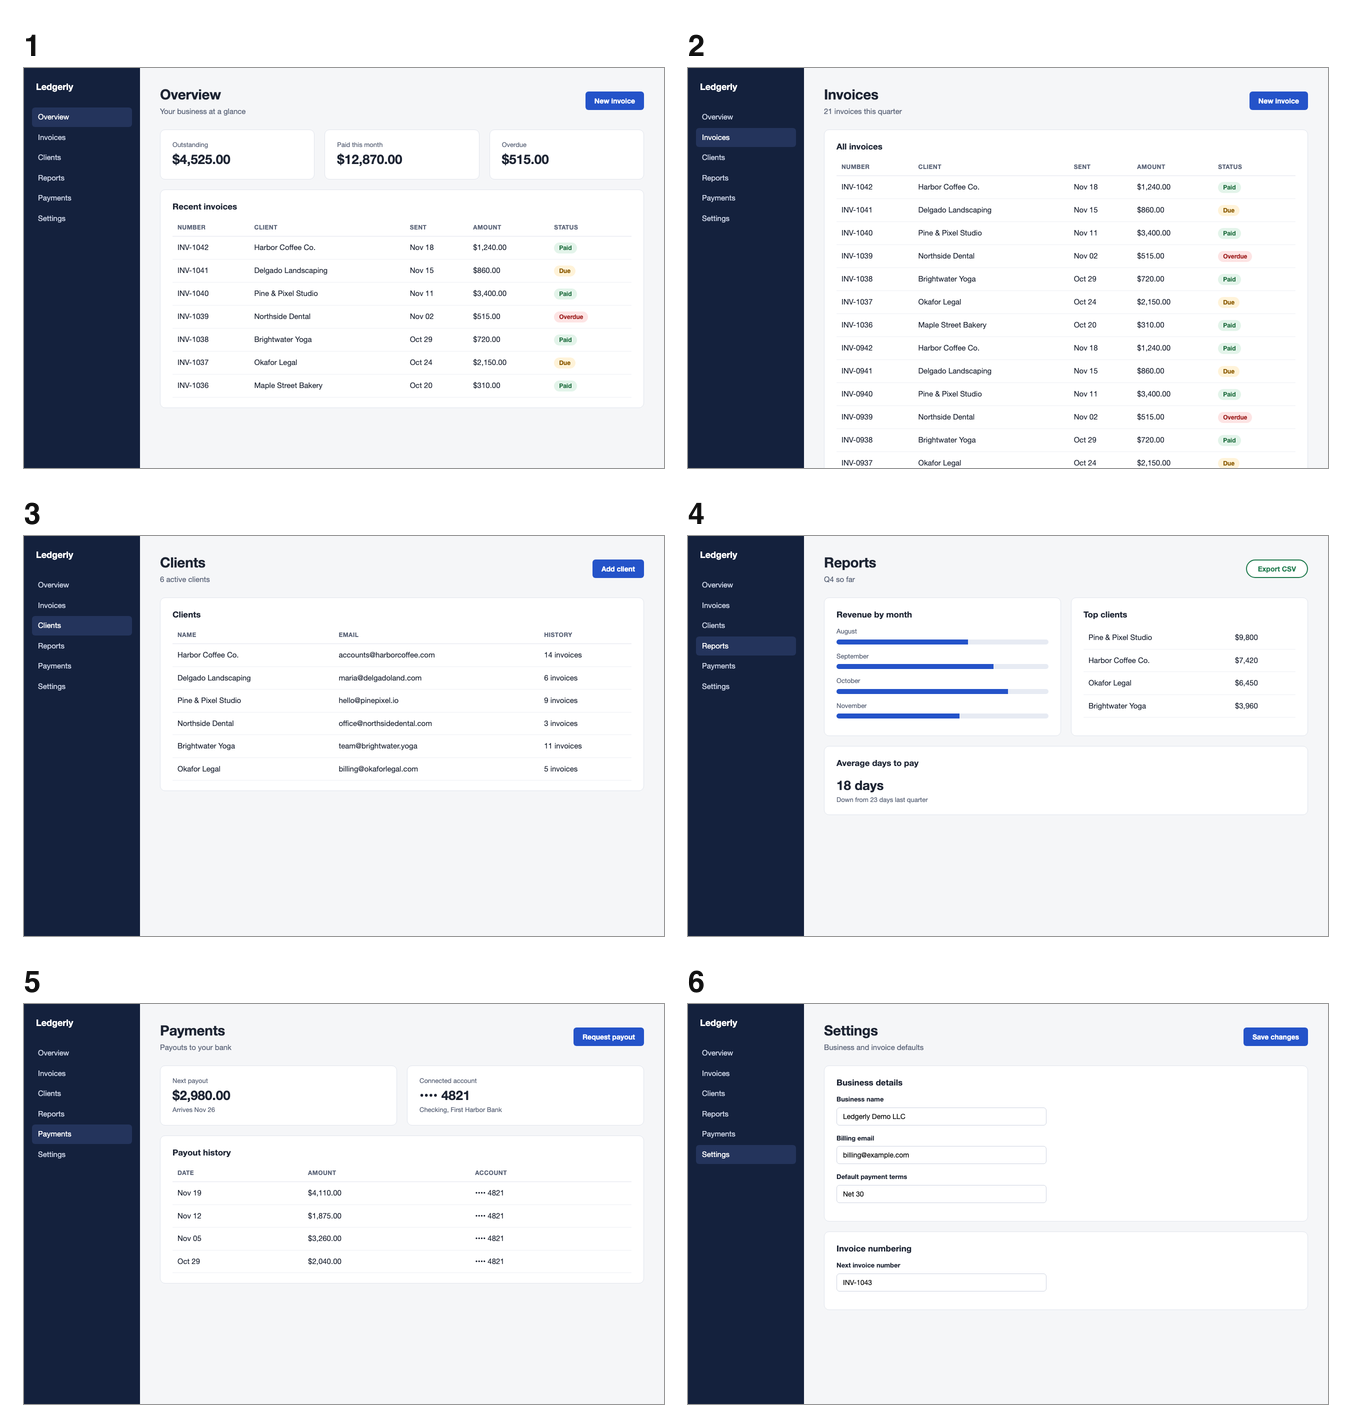 1
Ledgerly
Overview
Invoices
Clients
Reports
Payments
Settings
Overview
Your business at a glance
New invoice
Outstanding
$4,525.00
Paid this month
$12,870.00
Overdue
$515.00
Recent invoices
NUMBER CLIENT SENT AMOUNT STATUS
INV-1042 Harbor Coffee Co. Nov 18 $1,240.00 Paid
INV-1041 Delgado Landscaping Nov 15 $860.00 Due
INV-1040 Pine & Pixel Studio Nov 11 $3,400.00 Paid
INV-1039 Northside Dental Nov 02 $515.00 Overdue
INV-1038 Brightwater Yoga Oct 29 $720.00 Paid
INV-1037 Okafor Legal Oct 24 $2,150.00 Due
INV-1036 Maple Street Bakery Oct 20 $310.00 Paid
2
Ledgerly
Overview
Invoices
Clients
Reports
Payments
Settings
Invoices
21 invoices this quarter
New invoice
All invoices
NUMBER CLIENT SENT AMOUNT STATUS
INV-1042 Harbor Coffee Co. Nov 18 $1,240.00 Paid
INV-1041 Delgado Landscaping Nov 15 $860.00 Due
INV-1040 Pine & Pixel Studio Nov 11 $3,400.00 Paid
INV-1039 Northside Dental Nov 02 $515.00 Overdue
INV-1038 Brightwater Yoga Oct 29 $720.00 Paid
INV-1037 Okafor Legal Oct 24 $2,150.00 Due
INV-1036 Maple Street Bakery Oct 20 $310.00 Paid
INV-0942 Harbor Coffee Co. Nov 18 $1,240.00 Paid
INV-0941 Delgado Landscaping Nov 15 $860.00 Due
INV-0940 Pine & Pixel Studio Nov 11 $3,400.00 Paid
INV-0939 Northside Dental Nov 02 $515.00 Overdue
INV-0938 Brightwater Yoga Oct 29 $720.00 Paid
INV-0937 Okafor Legal Oct 24 $2,150.00 Due
3
Ledgerly
Overview
Invoices
Clients
Reports
Payments
Settings
Clients
6 active clients
Add client
Clients
NAME EMAIL HISTORY
Harbor Coffee Co. accounts@harborcoffee.com 14 invoices
Delgado Landscaping maria@delgadoland.com 6 invoices
Pine & Pixel Studio hello@pinepixel.io 9 invoices
Northside Dental office@northsidedental.com 3 invoices
Brightwater Yoga team@brightwater.yoga 11 invoices
Okafor Legal billing@okaforlegal.com 5 invoices
4
Ledgerly
Overview
Invoices
Clients
Reports
Payments
Settings
Reports
Q4 so far
Export CSV
Revenue by month
August
September
October
November
Top clients
Pine & Pixel Studio $9,800
Harbor Coffee Co. $7,420
Okafor Legal $6,450
Brightwater Yoga $3,960
Average days to pay
18 days
Down from 23 days last quarter
5
Ledgerly
Overview
Invoices
Clients
Reports
Payments
Settings
Payments
Payouts to your bank
Request payout
Next payout
$2,980.00
Arrives Nov 26
Connected account
•••• 4821
Checking, First Harbor Bank
Payout history
DATE AMOUNT ACCOUNT
Nov 19 $4,110.00 •••• 4821
Nov 12 $1,875.00 •••• 4821
Nov 05 $3,260.00 •••• 4821
Oct 29 $2,040.00 •••• 4821
6
Ledgerly
Overview
Invoices
Clients
Reports
Payments
Settings
Settings
Business and invoice defaults
Save changes
Business details
Business name
Ledgerly Demo LLC
Billing email
billing@example.com
Default payment terms
Net 30
Invoice numbering
Next invoice number
INV-1043